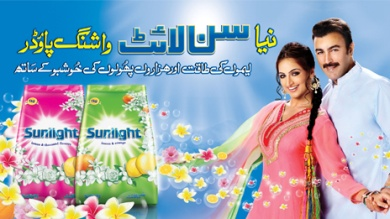 نیا سن لائٹ واشنگ پاؤڈر
لیموں کی طاقت اور ہزاروں پھولوں کی خوشبو کے ساتھ
Sunlight
Sunlight